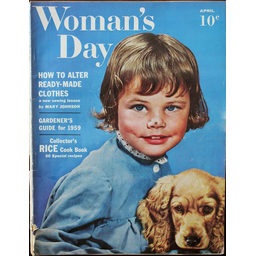 Woman's
Day
APRIL
10¢
HOW TO ALTER
READY-MADE
CLOTHES
a new sewing lesson
by MARY JOHNSON
GARDENER'S
GUIDE for 1959
Collector's
RICE Cook Book
88 Special recipes